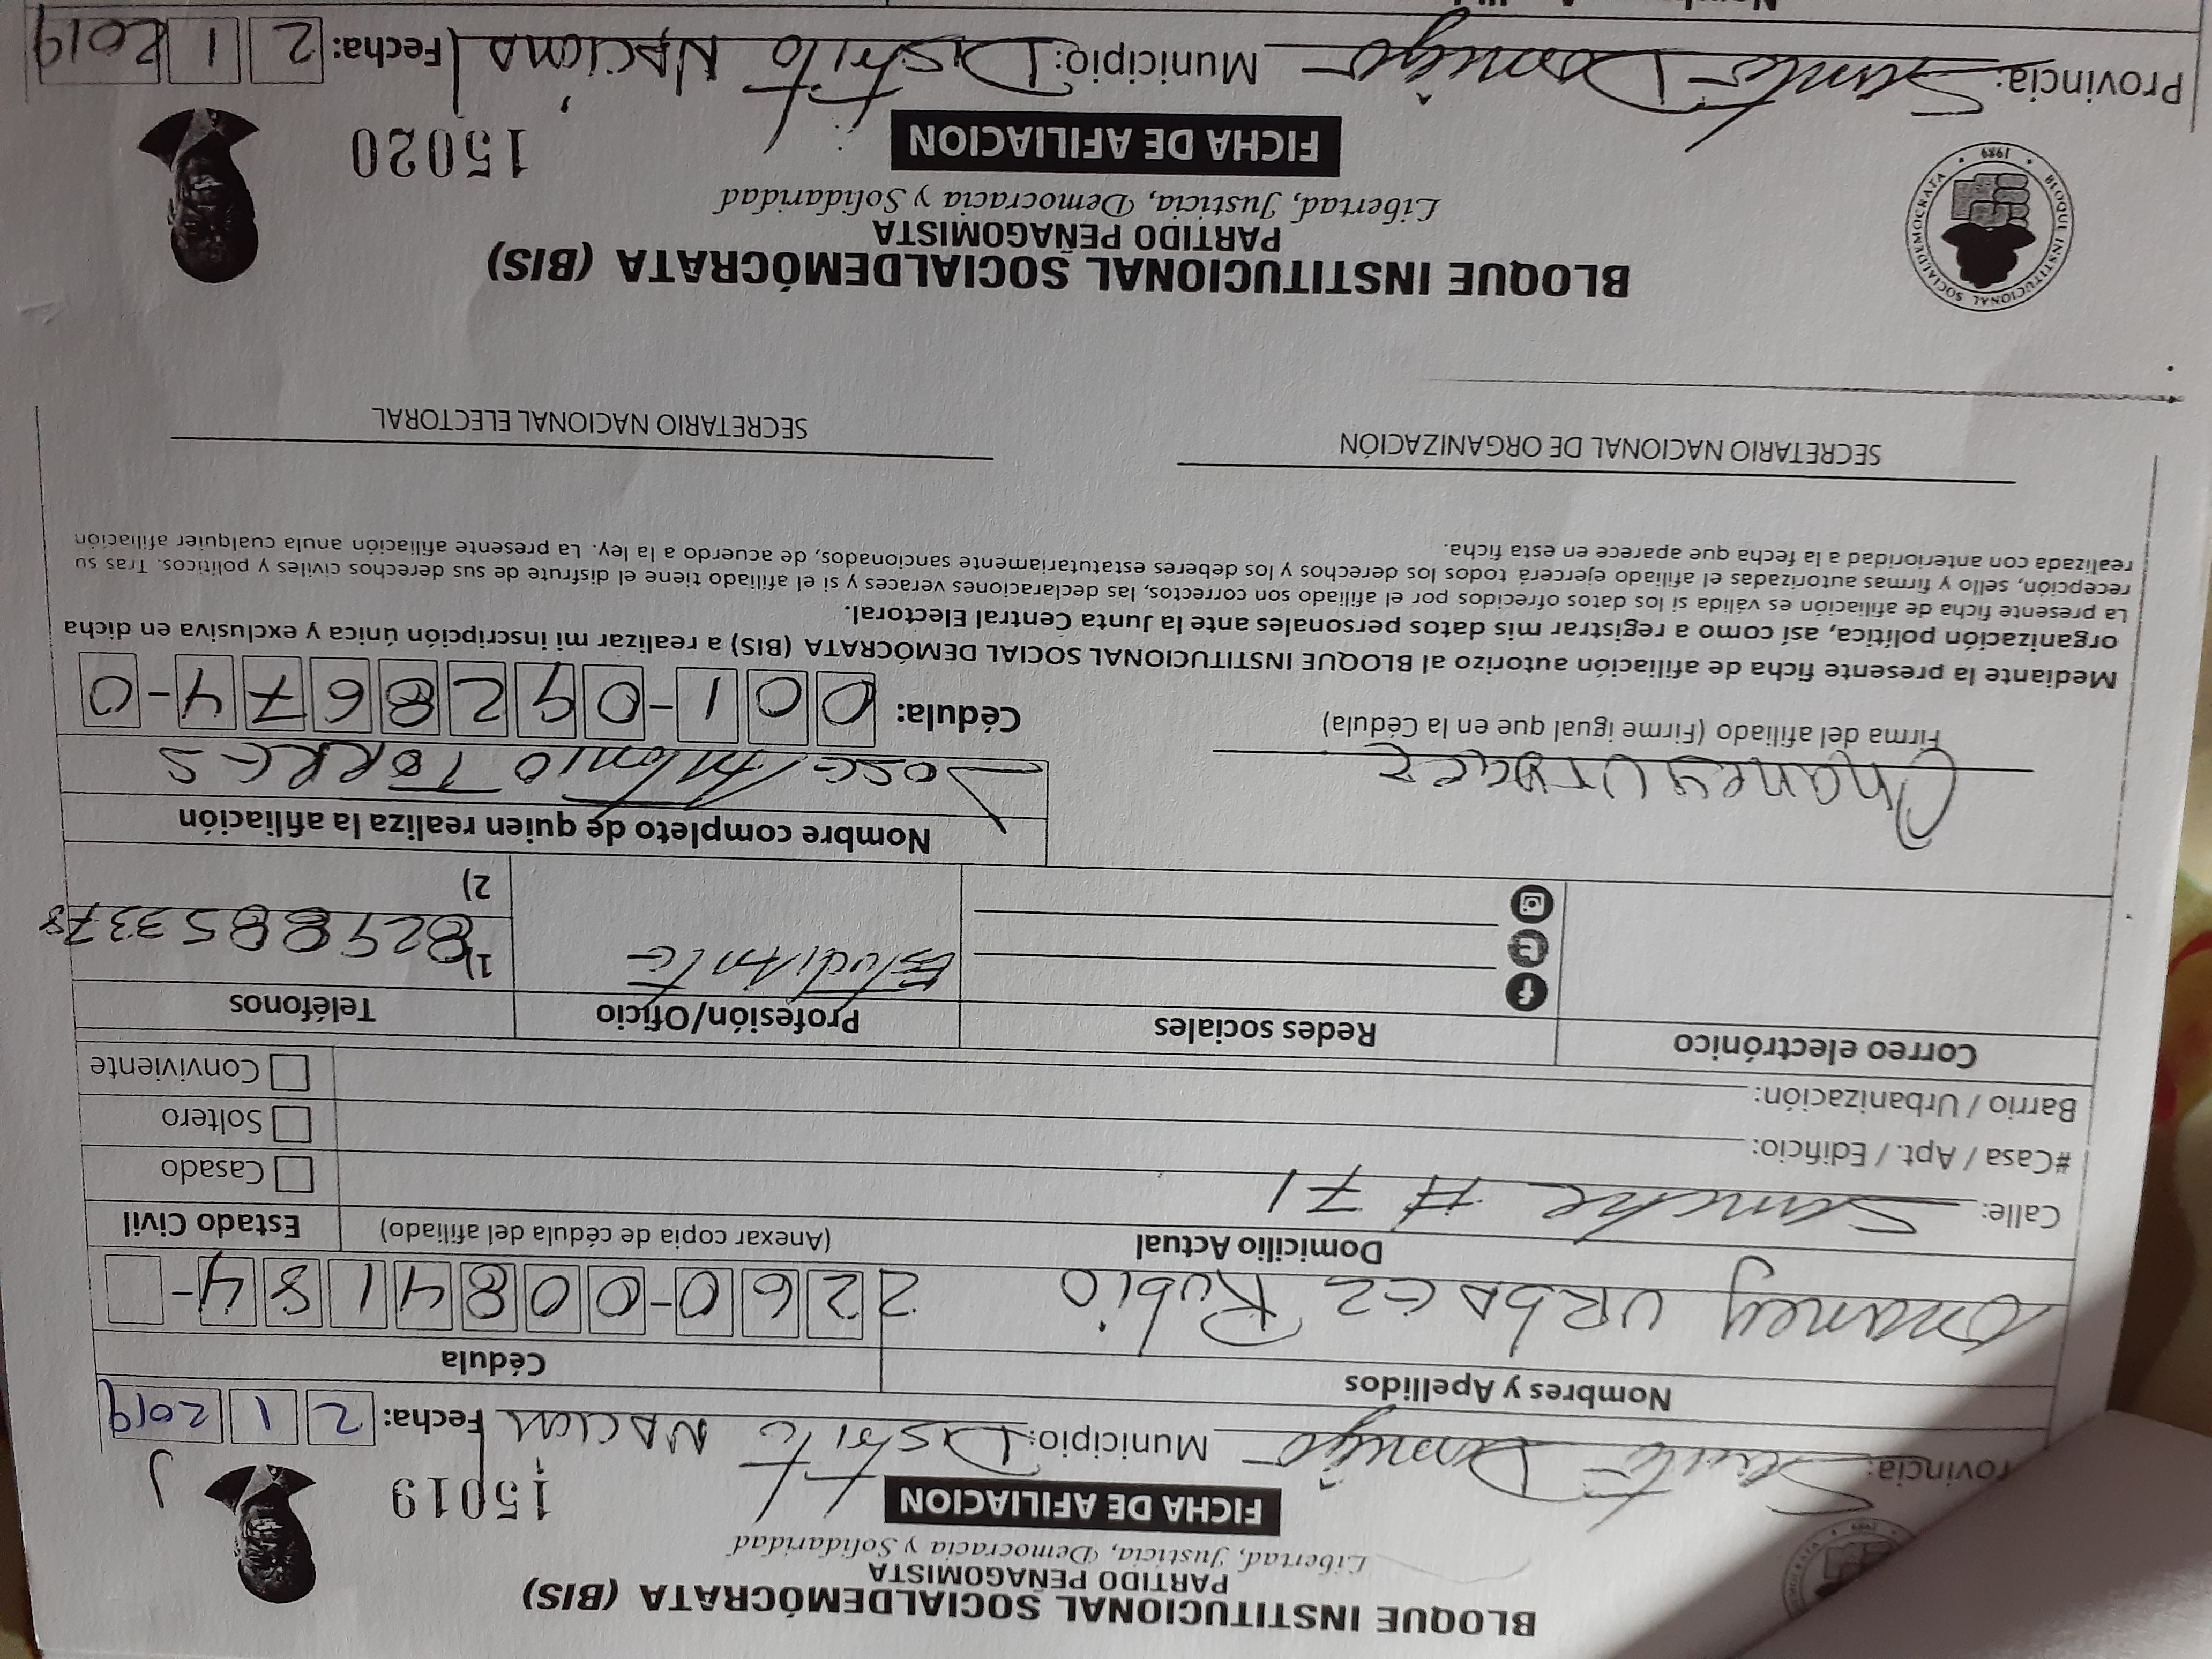 BLOQUE INSTITUCIONAL SOCIALDEMÓCRATA (BIS)
PARTIDO PEÑAGOMISTA
Libertad, Justicia, Democracia y Solidaridad
FICHA DE AFILIACION
15019
rovincia: Santo Domingo Municipio: Distrito Nacional Fecha: 2 1 2019
Nombres y Apellidos Cédula
URbaez Rubio 226-0084184-
Domicilio Actual (Anexar copia de cédula del afiliado) Estado Civil
Calle: Sanche # 71 Casado
#Casa / Apt. / Edificio: Soltero
Barrio / Urbanización: Conviviente
Correo electrónico Redes sociales Profesión/Oficio Teléfonos
Estudiante 1) 8298853378
2)
Nombre completo de quien realiza la afiliación
Jose Antonio TORRES
Firma del afiliado (Firme igual que en la Cédula) Cédula: 001-0928674-0
Mediante la presente ficha de afiliación autorizo al BLOQUE INSTITUCIONAL SOCIAL DEMÓCRATA (BIS) a realizar mi inscripción única y exclusiva en dicha
organización política, así como a registrar mis datos personales ante la Junta Central Electoral.
La presente ficha de afiliación es válida si los datos ofrecidos por el afiliado son correctos, las declaraciones veraces y si el afiliado tiene el disfrute de sus derechos civiles y políticos. Tras su
recepción, sello y firmas autorizadas el afiliado ejercerá todos los derechos y los deberes estatutariamente sancionados, de acuerdo a la ley. La presente afiliación anula cualquier afiliación
realizada con anterioridad a la fecha que aparece en esta ficha.
SECRETARIO NACIONAL DE ORGANIZACIÓN SECRETARIO NACIONAL ELECTORAL
BLOQUE INSTITUCIONAL SOCIALDEMÓCRATA (BIS)
PARTIDO PEÑAGOMISTA
Libertad, Justicia, Democracia y Solidaridad
BLOQUE INSTITUCIONAL SOCIALDEMOCRATA
1989
FICHA DE AFILIACION
15020
Provincia: Santo Domingo Municipio: Distrito Nacional Fecha: 2 1 2019